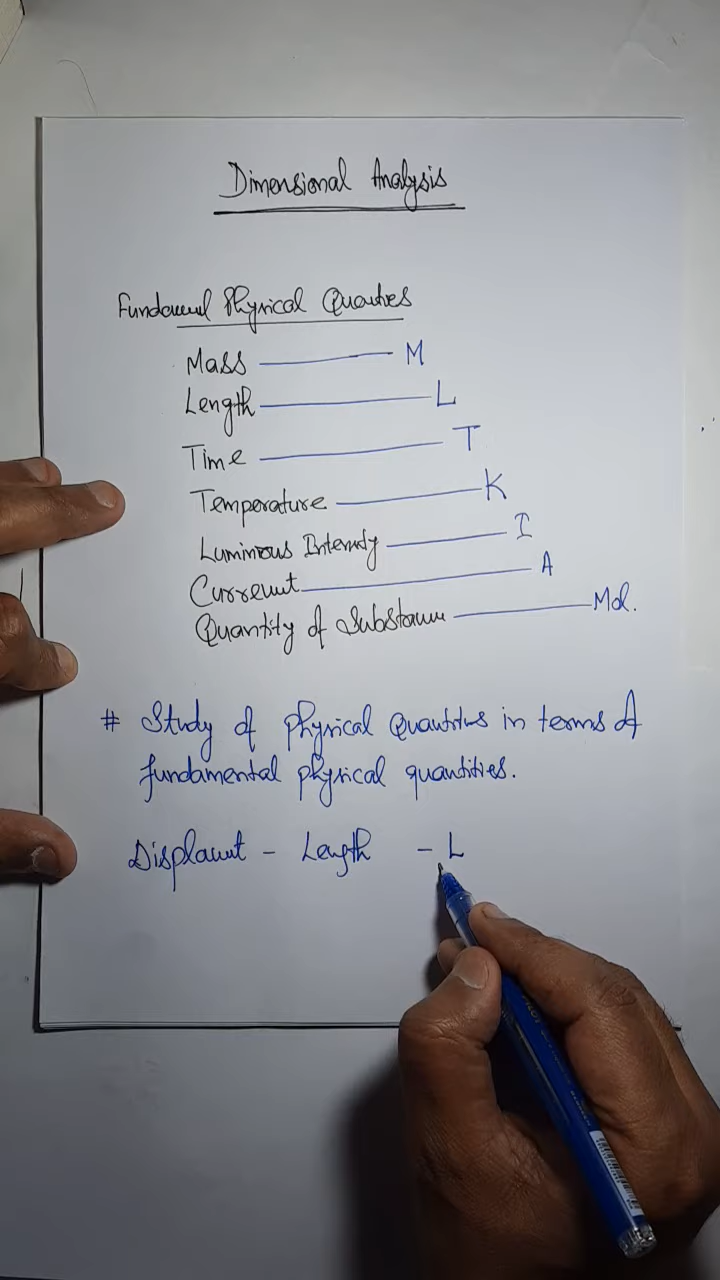 Dimensional Analysis
Fundamental Physical Quantities
Mass M
Length L
Time T
Temperature K
Luminous Intensity I
Current A
Quantity of Substance Mol.
# Study of physical Quantities in terms of
fundamental physical quantities.
Displacement - Length - L